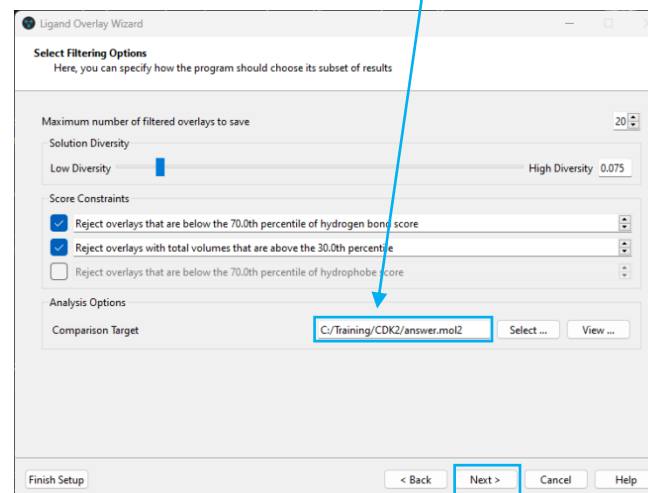 Ligand Overlay Wizard
Select Filtering Options
Here, you can specify how the program should choose its subset of results
Maximum number of filtered overlays to save 20
Solution Diversity
Low Diversity High Diversity 0.075
Score Constraints
Reject overlays that are below the 70.0th percentile of hydrogen bond score
Reject overlays with total volumes that are above the 30.0th percentile
Reject overlays that are below the 70.0th percentile of hydrophobe score
Analysis Options
Comparison Target C:/Training/CDK2/answer.mol2 Select ... View ...
Finish Setup < Back Next > Cancel Help